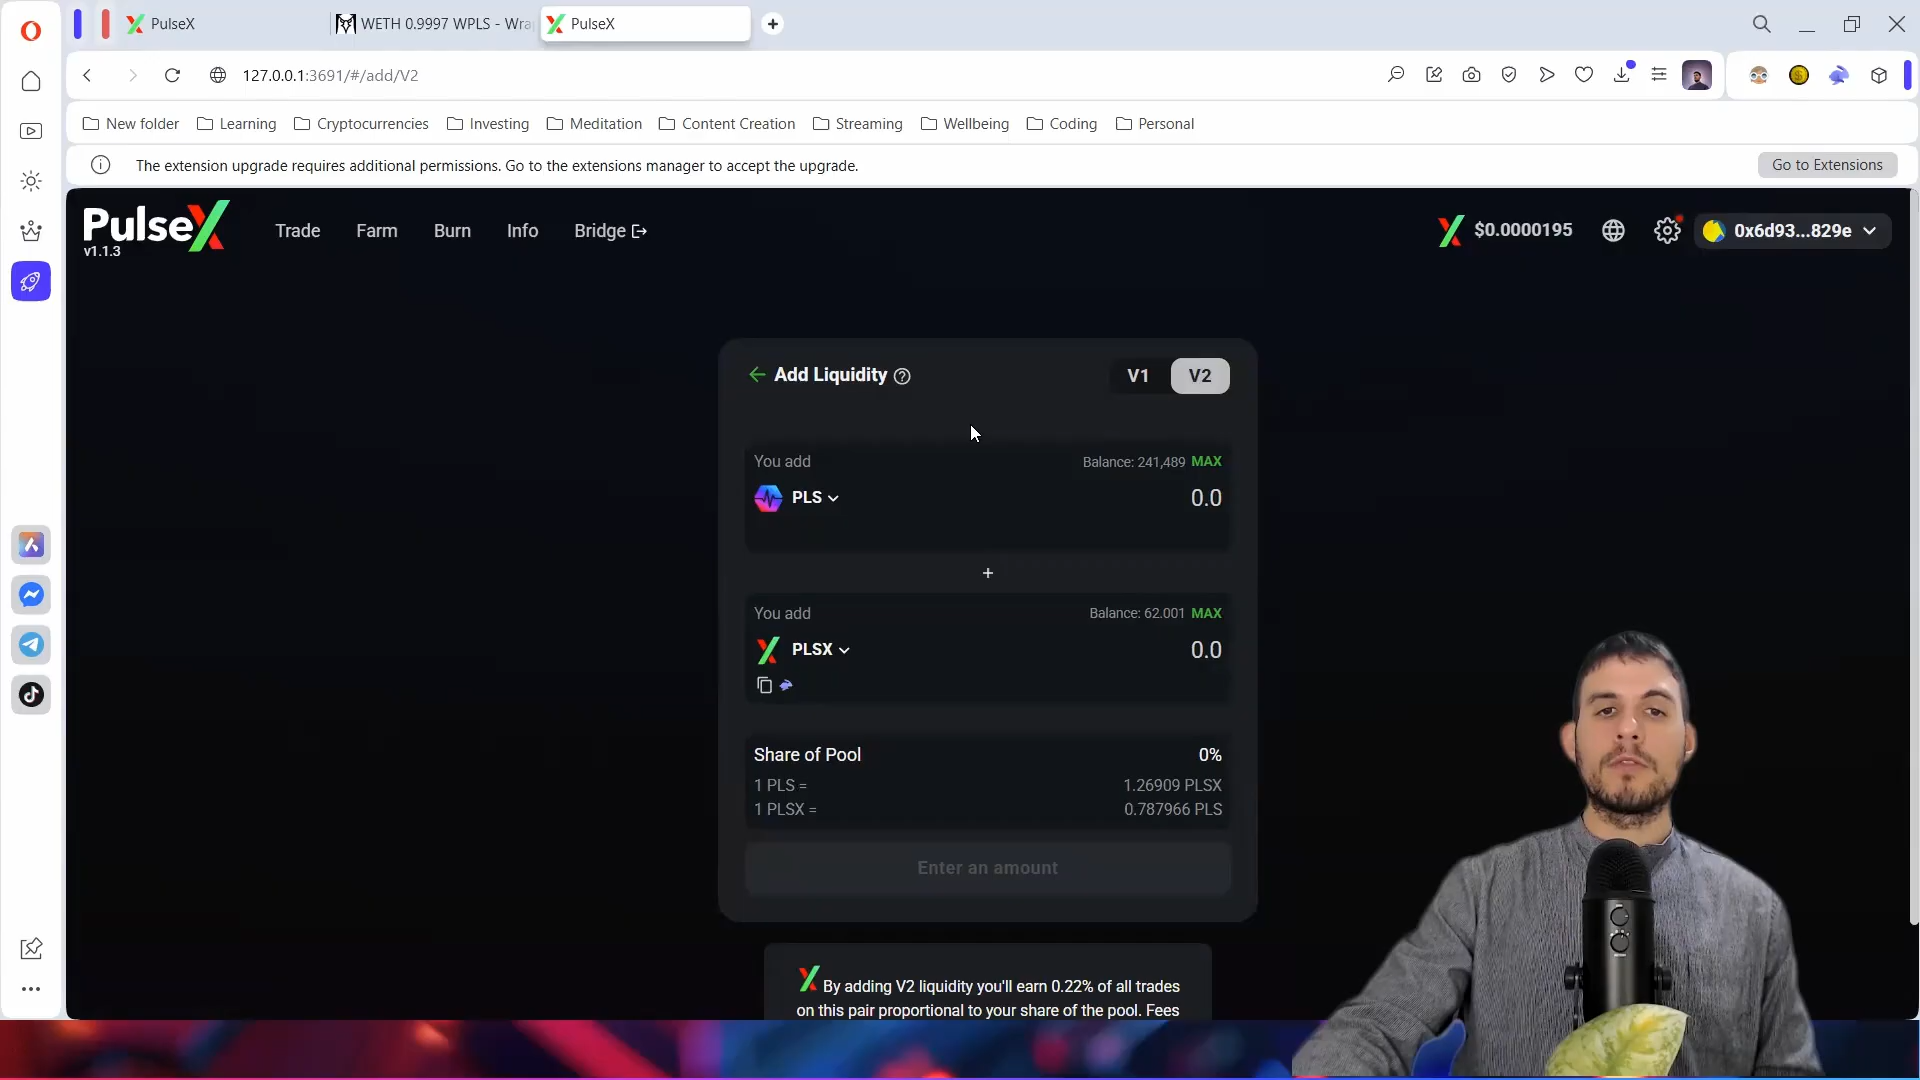 PulseX
WETH 0.9997 WPLS - Wra
PulseX
127.0.0.1:3691/#/add/V2
New folder
Learning
Cryptocurrencies
Investing
Meditation
Content Creation
Streaming
Wellbeing
Coding
Personal
The extension upgrade requires additional permissions. Go to the extensions manager to accept the upgrade.
Go to Extensions
PulseX
v1.1.3
Trade
Farm
Burn
Info
Bridge
$0.0000195
0x6d93...829e
Add Liquidity
V1
V2
You add
Balance: 241,489 MAX
PLS
0.0
+
You add
Balance: 62.001 MAX
PLSX
0.0
Share of Pool
0%
1 PLS =
1.26909 PLSX
1 PLSX =
0.787966 PLS
Enter an amount
By adding V2 liquidity you'll earn 0.22% of all trades
on this pair proportional to your share of the pool. Fees